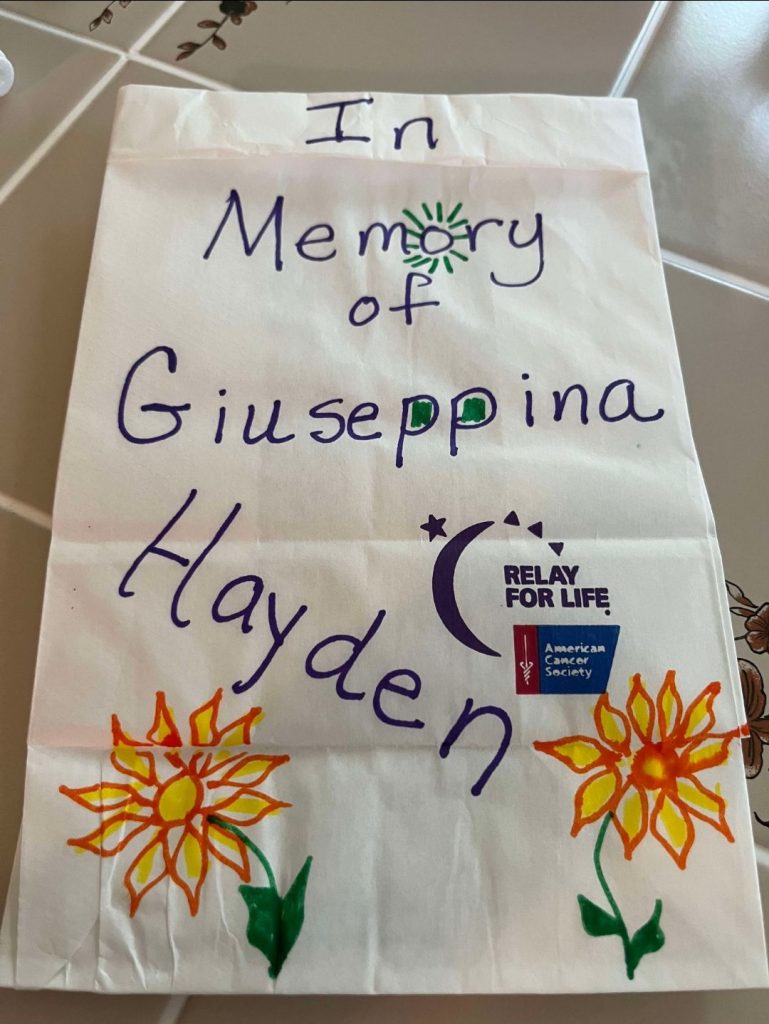 In
Memory
of
Giuseppina
Hayden
RELAY
FOR LIFE
American
Cancer
Society